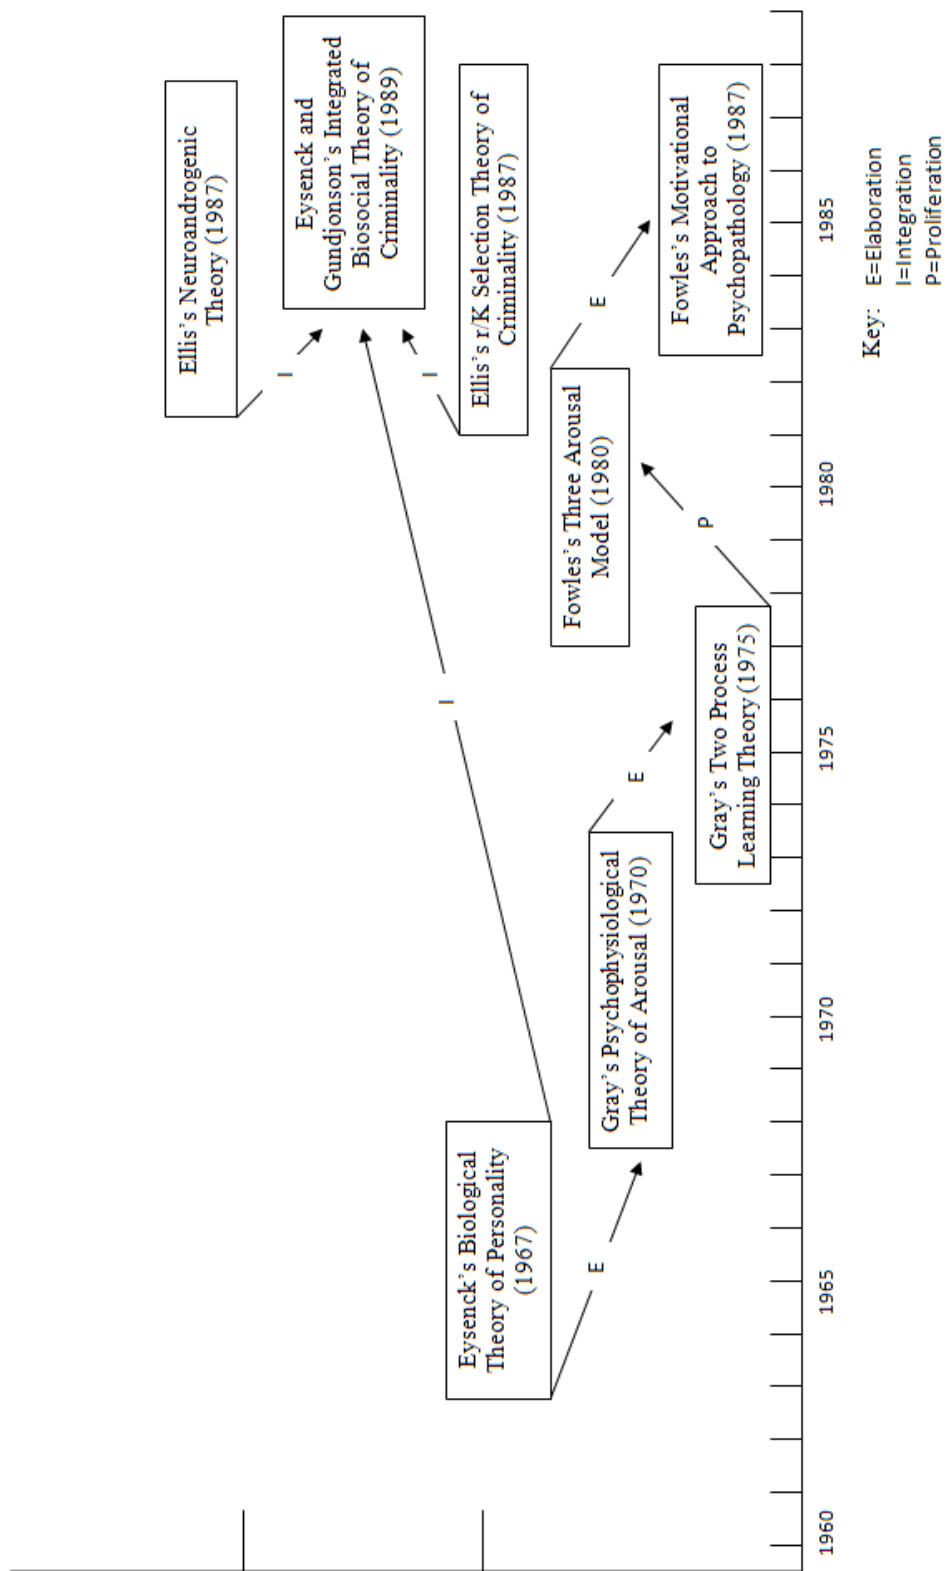 Ellis's Neuroandrogenic
Theory (1987)
Eysenck and
Gundjonson's Integrated
Biosocial Theory of
Criminality (1989)
Ellis's r/K Selection Theory of
Criminality (1987)
I
I
I
Eysenck's Biological
Theory of Personality
(1967)
E
Gray's Psychophysiological
Theory of Arousal (1970)
E
Fowles's Three Arousal
Model (1980)
E
Gray's Two Process
Learning Theory (1975)
P
Fowles's Motivational
Approach to
Psychopathology (1987)
1960
1965
1970
1975
1980
1985
Key: E=Elaboration
I=Integration
P=Proliferation